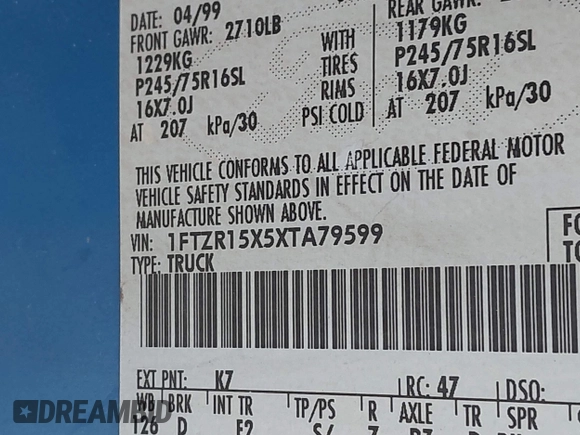 DATE: 04/99
FRONT GAWR: 2710LB
1229KG
P245/75R16SL
16X7.0J
AT 207 kPa/30
WITH
TIRES
RIMS
PSI COLD
REAR GAWR:
1179KG
P245/75R16SL
16X7.0J
AT 207 kPa/30
THIS VEHICLE CONFORMS TO ALL APPLICABLE FEDERAL MOTOR
VEHICLE SAFETY STANDARDS IN EFFECT ON THE DATE OF
MANUFACTURE SHOWN ABOVE.
VIN: 1FTZR15X5XTA79599
TYPE: TRUCK
EXT PNT: K7 RC: 47 DSO:
WB BRK INT TR TP/PS R AXLE TR SPR
126 D F2
DREAMBID